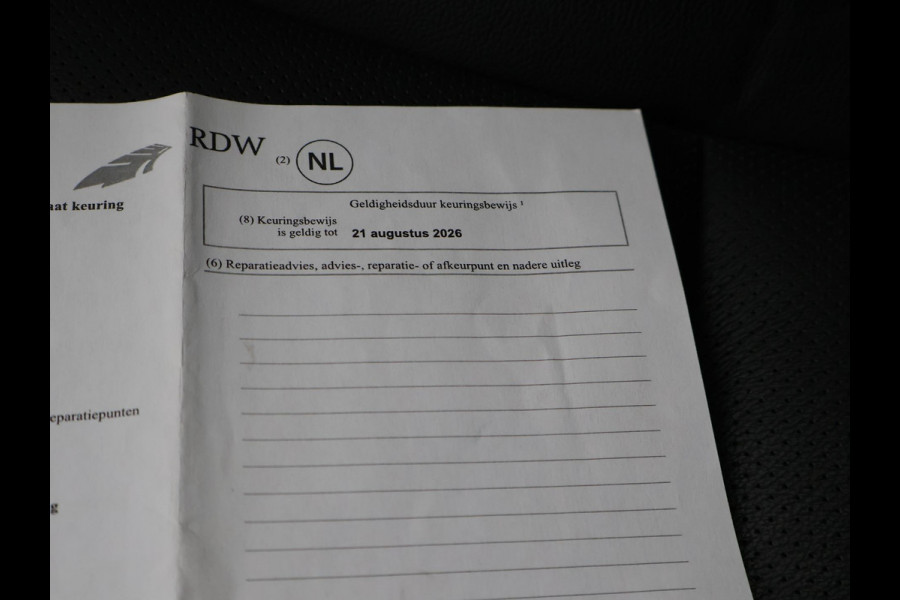 RDW (2) NL
aat keuring
Geldigheidsduur keuringsbewijs ¹
(8) Keuringsbewijs
is geldig tot 21 augustus 2026
(6) Reparatieadvies, advies-, reparatie- of afkeurpunt en nadere uitleg
eparatiepunten
g